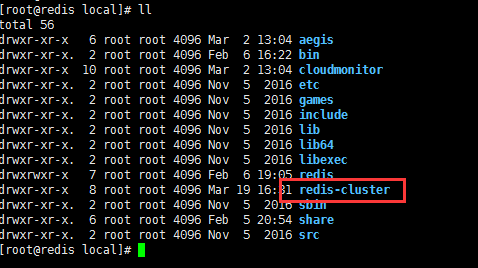 [root@redis local]# ll
total 56
drwxr-xr-x   6 root root 4096 Mar  2 13:04 aegis
drwxr-xr-x.  2 root root 4096 Feb  6 16:22 bin
drwxr-xr-x  10 root root 4096 Mar  2 13:04 cloudmonitor
drwxr-xr-x.  2 root root 4096 Nov  5  2016 etc
drwxr-xr-x.  2 root root 4096 Nov  5  2016 games
drwxr-xr-x.  2 root root 4096 Nov  5  2016 include
drwxr-xr-x.  2 root root 4096 Nov  5  2016 lib
drwxr-xr-x.  2 root root 4096 Nov  5  2016 lib64
drwxr-xr-x.  2 root root 4096 Nov  5  2016 libexec
drwxrwxr-x   7 root root 4096 Feb  6 19:05 redis
drwxr-xr-x   8 root root 4096 Mar 19 16:31 redis-cluster
drwxr-xr-x.  2 root root 4096 Nov  5  2016 sbin
drwxr-xr-x.  6 root root 4096 Feb  5 20:54 share
drwxr-xr-x.  2 root root 4096 Nov  5  2016 src
[root@redis local]#